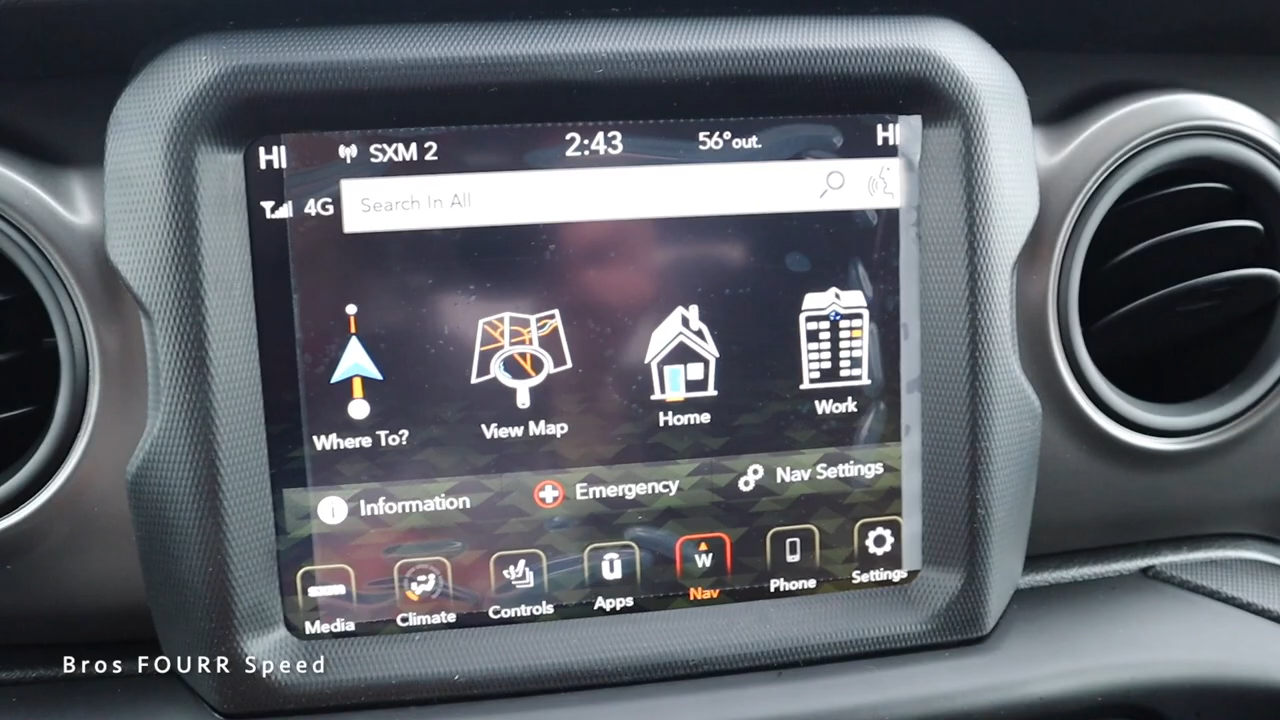 HI SXM 2 2:43 56°out. HI
4G Search In All
Where To? View Map Home Work
Information Emergency Nav Settings
W
Media Climate Controls Apps Nav Phone Settings
Bros FOURR Speed